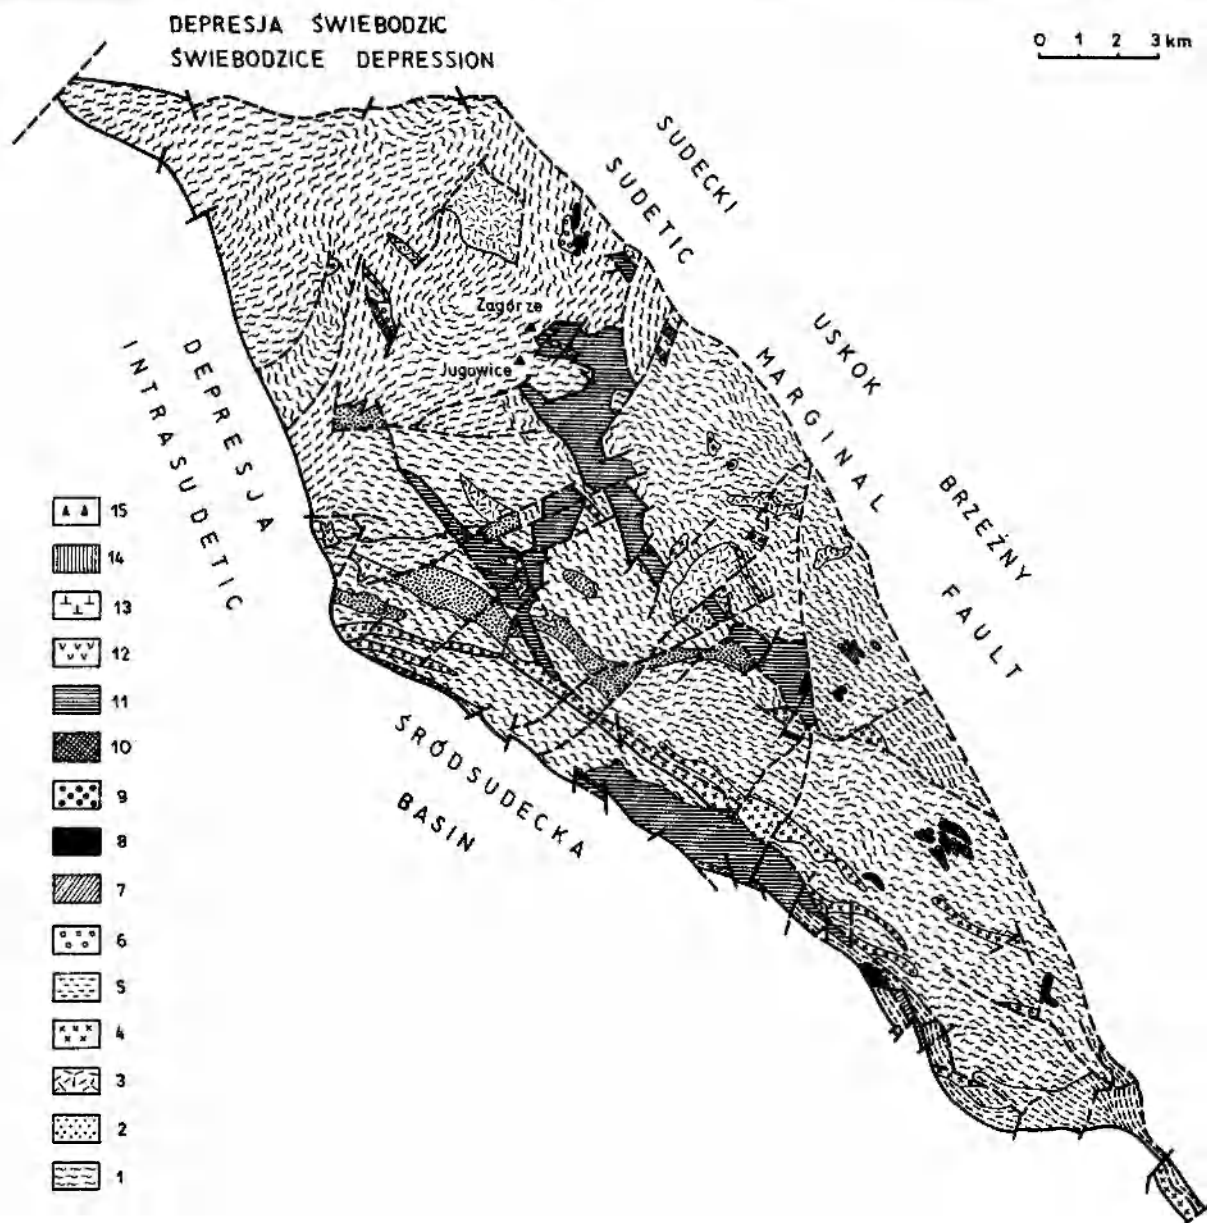 DEPRESJA ŚWIEBODZIC
ŚWIEBODZICE DEPRESSION
0 1 2 3 km
SUDECKI
SUDETIC
USKOK
MARGINAL
BRZEŹNY
FAULT
Zagórze
Jugowice
DEPRESJA
INTRASUDETIC
ŚRÓDSUDECKA
BASIN
15
14
13
12
11
10
9
8
7
6
5
4
3
2
1